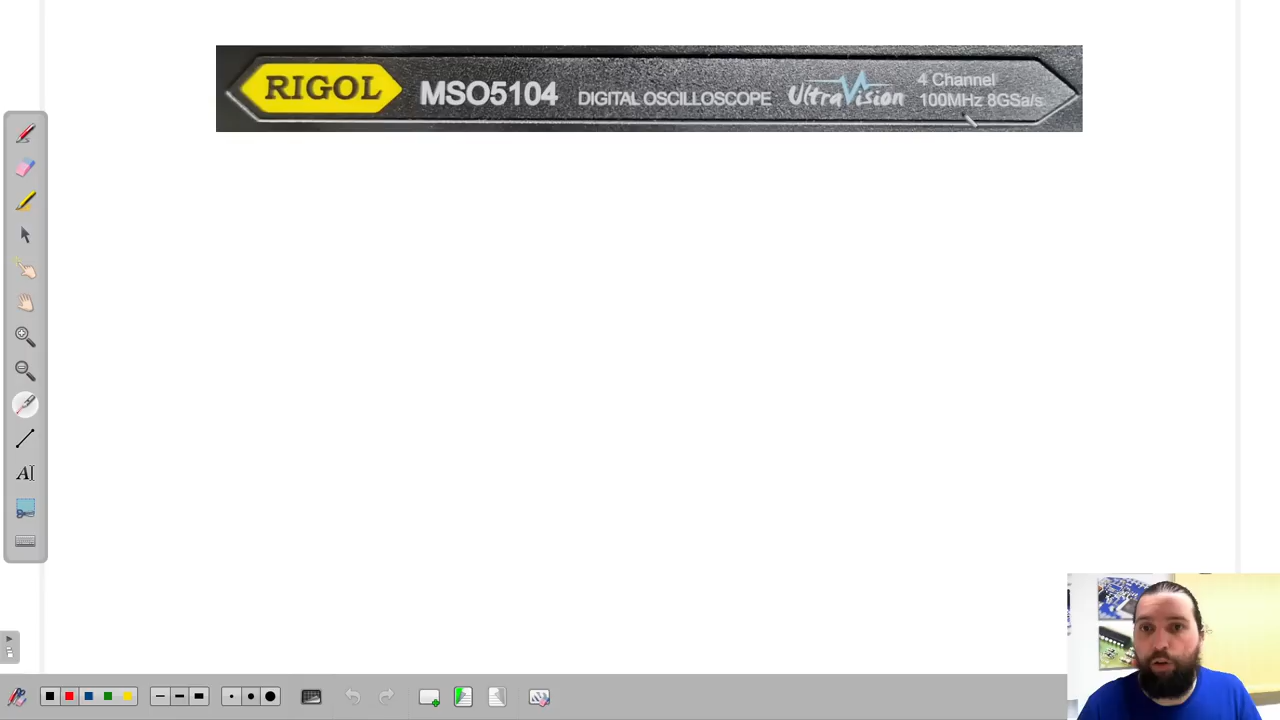 RIGOL MSO5104 DIGITAL OSCILLOSCOPE UltraVision
4 Channel
100MHz 8GSa/s
A